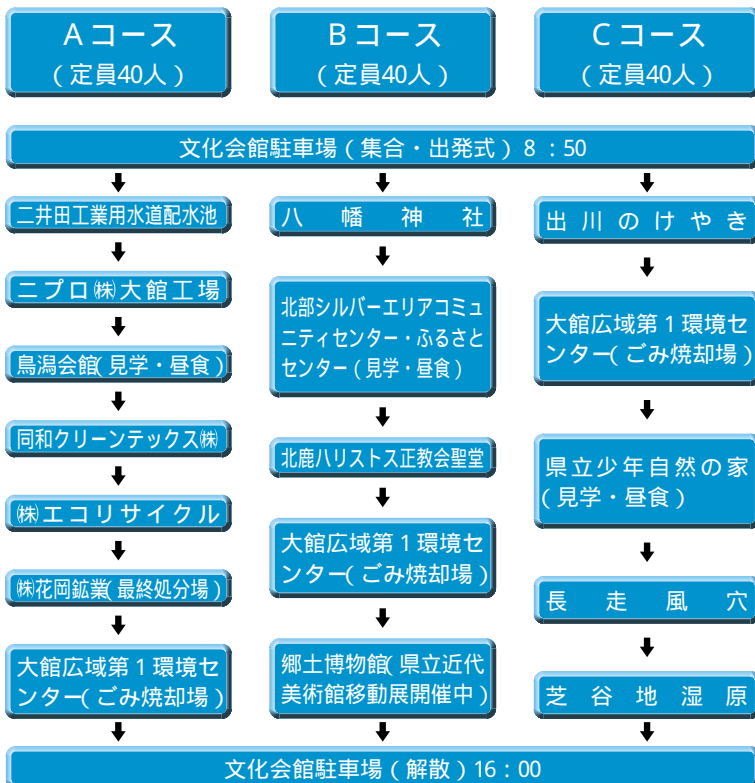 Aコース
(定員40人)
Bコース
(定員40人)
Cコース
(定員40人)
文化会館駐車場(集合・出発式)8:50
二井田工業用水道配水池
ニプロ㈱大館工場
鳥潟会館(見学・昼食)
同和クリーンテックス㈱
㈱エコリサイクル
㈱花岡鉱業(最終処分場)
大館広域第1環境セ
ンター(ごみ焼却場)
八幡神社
北部シルバーエリアコミュ
ニティセンター・ふるさと
センター(見学・昼食)
北鹿ハリストス正教会聖堂
大館広域第1環境セ
ンター(ごみ焼却場)
郷土博物館(県立近代
美術館移動展開催中)
出川のけやき
大館広域第1環境セ
ンター(ごみ焼却場)
県立少年自然の家
(見学・昼食)
長走風穴
芝谷地湿原
文化会館駐車場(解散)16:00